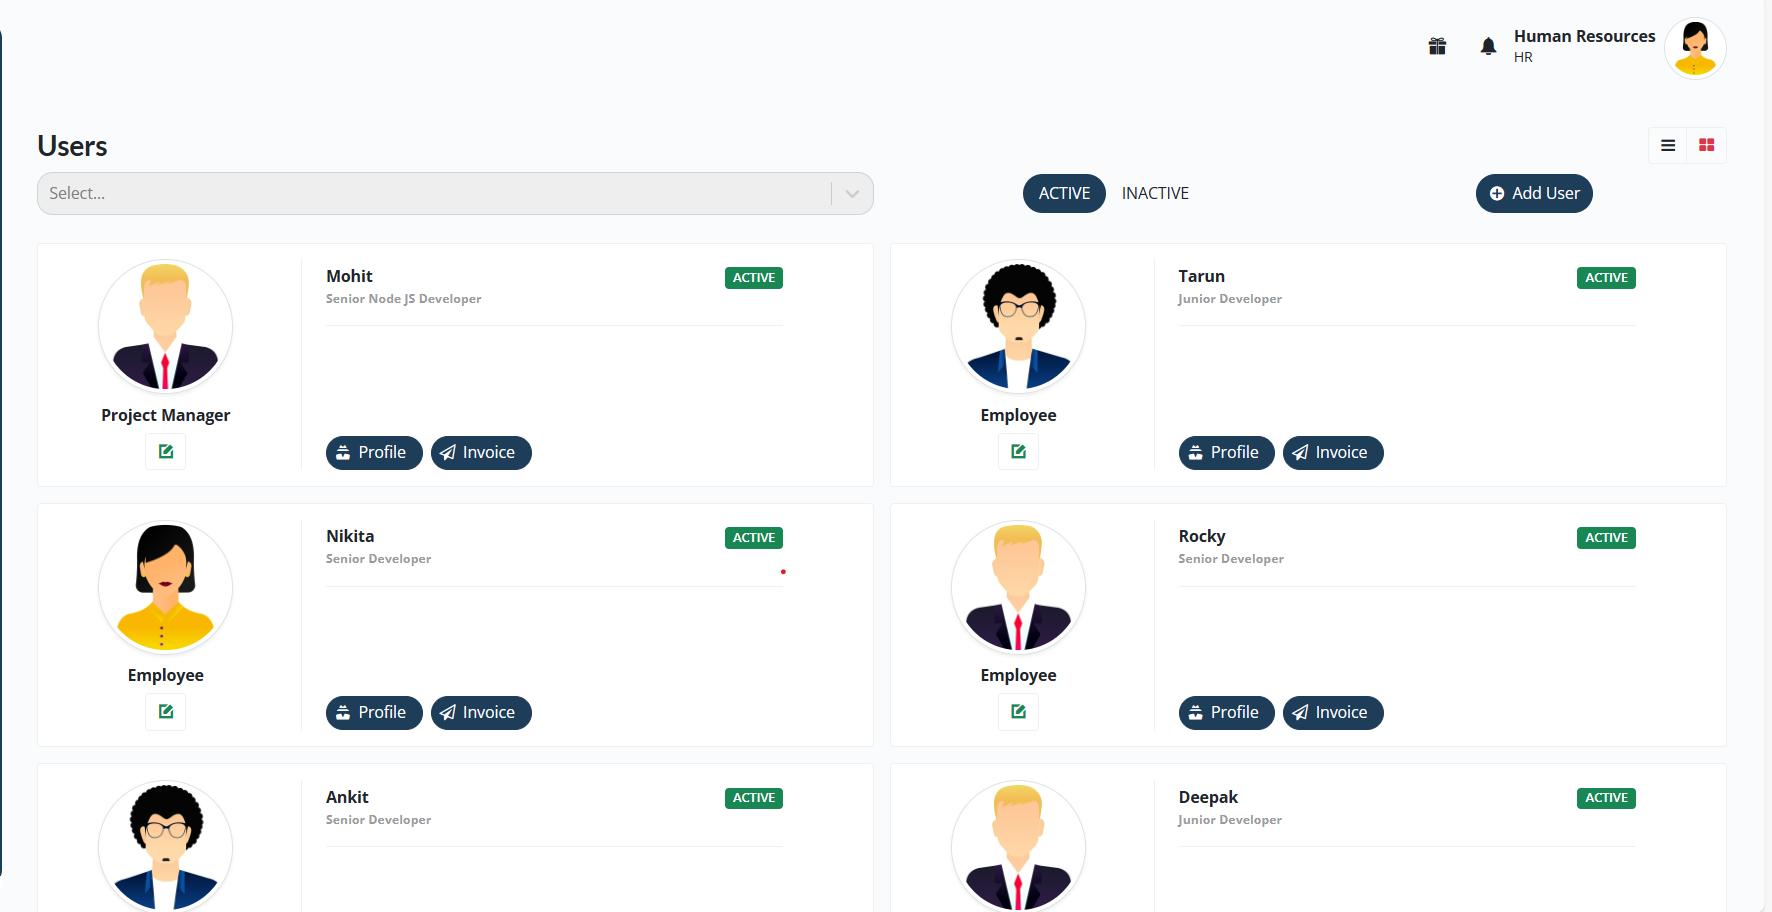 Human Resources
HR
Users
Select...
ACTIVE INACTIVE
Add User
Mohit
ACTIVE
Senior Node JS Developer
Project Manager
Profile Invoice
Tarun
ACTIVE
Junior Developer
Employee
Profile Invoice
Nikita
ACTIVE
Senior Developer
Employee
Profile Invoice
Rocky
ACTIVE
Senior Developer
Employee
Profile Invoice
Ankit
ACTIVE
Senior Developer
Deepak
ACTIVE
Junior Developer